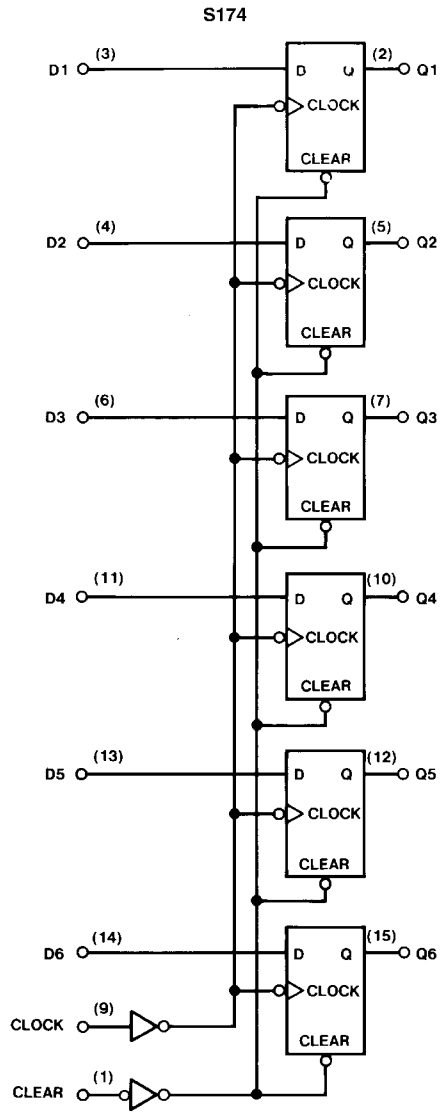 S174
(3) (2)
D1 D Q Q1
CLOCK
CLEAR
(4) (5)
D2 D Q Q2
CLOCK
CLEAR
(6) (7)
D3 D Q Q3
CLOCK
CLEAR
(11) (10)
D4 D Q Q4
CLOCK
CLEAR
(13) (12)
D5 D Q Q5
CLOCK
CLEAR
(14) (15)
D6 D Q Q6
CLOCK
(9)
CLOCK
CLEAR
(1)
CLEAR